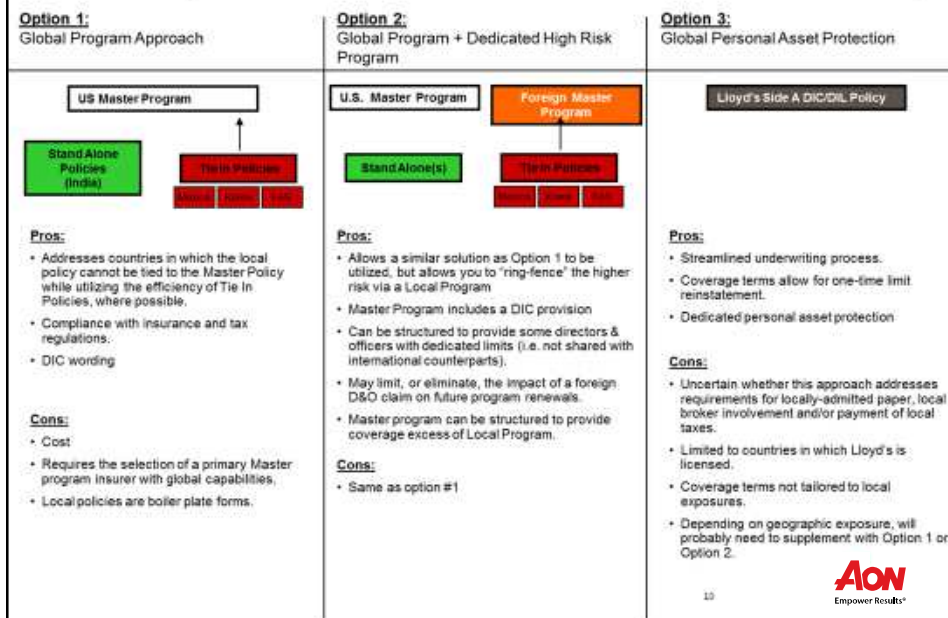 Option 1:
Global Program Approach
US Master Program
Stand Alone
Policies
(India)
Tie In Policies
Pros:
• Addresses countries in which the local
policy cannot be tied to the Master Policy
while utilizing the efficiency of Tie In
Policies, where possible.
• Compliance with insurance and tax
regulations.
• DIC wording
Cons:
• Cost
• Requires the selection of a primary Master
program insurer with global capabilities.
• Local policies are boiler plate forms.
Option 2:
Global Program + Dedicated High Risk
Program
U.S. Master Program
Foreign Master
Program
Stand Alone(s)
Tie In Policies
Pros:
• Allows a similar solution as Option 1 to be
utilized, but allows you to "ring-fence" the higher
risk via a Local Program
• Master Program includes a DIC provision
• Can be structured to provide some directors &
officers with dedicated limits (i.e. not shared with
international counterparts).
• May limit, or eliminate, the impact of a foreign
D&O claim on future program renewals.
• Master program can be structured to provide
coverage excess of Local Program.
Cons:
• Same as option #1
Option 3:
Global Personal Asset Protection
Lloyd's Side A DIC/DIL Policy
Pros:
• Streamlined underwriting process.
• Coverage terms allow for one-time limit
reinstatement.
• Dedicated personal asset protection
Cons:
• Uncertain whether this approach addresses
requirements for locally-admitted paper, local
broker involvement and/or payment of local
taxes.
• Limited to countries in which Lloyd's is
licensed.
• Coverage terms not tailored to local
exposures.
• Depending on geographic exposure, will
probably need to supplement with Option 1 or
Option 2.
10
AON
Empower Results®